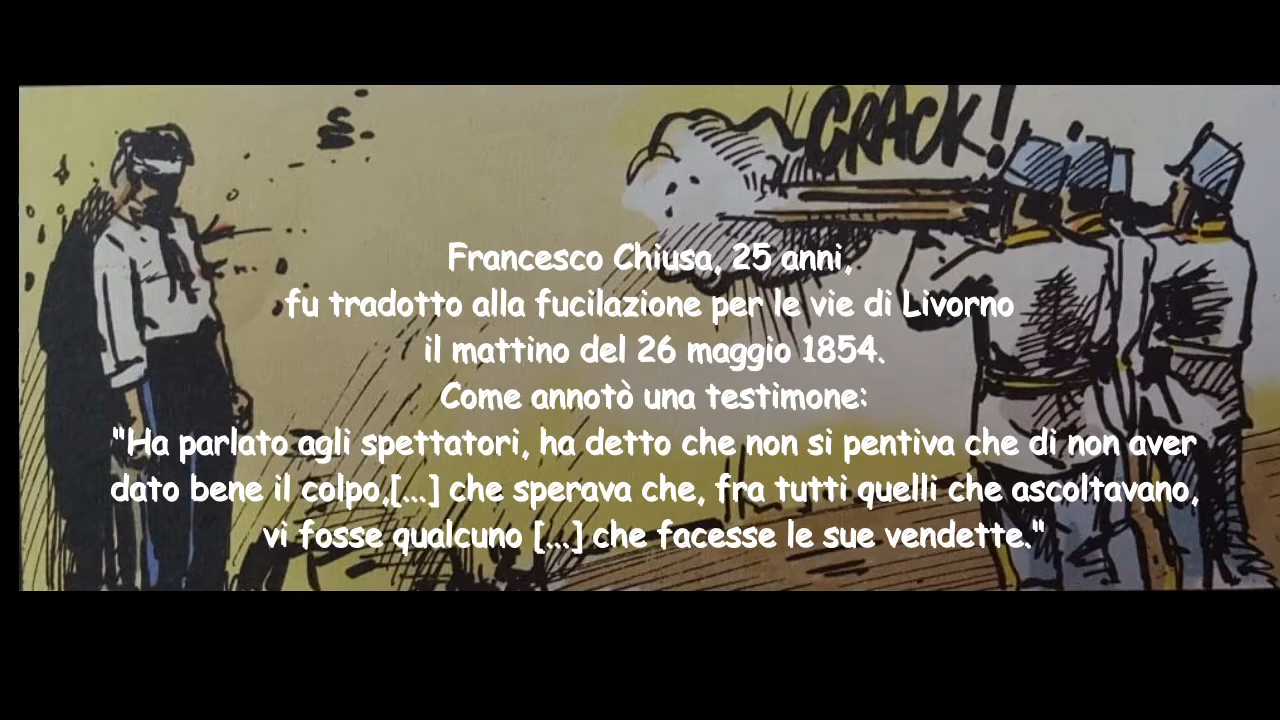 CRACK!
Francesco Chiusa, 25 anni,
fu tradotto alla fucilazione per le vie di Livorno
il mattino del 26 maggio 1854.
Come annotò una testimone:
"Ha parlato agli spettatori, ha detto che non si pentiva che di non aver
dato bene il colpo,[...] che sperava che, fra tutti quelli che ascoltavano,
vi fosse qualcuno [...] che facesse le sue vendette."